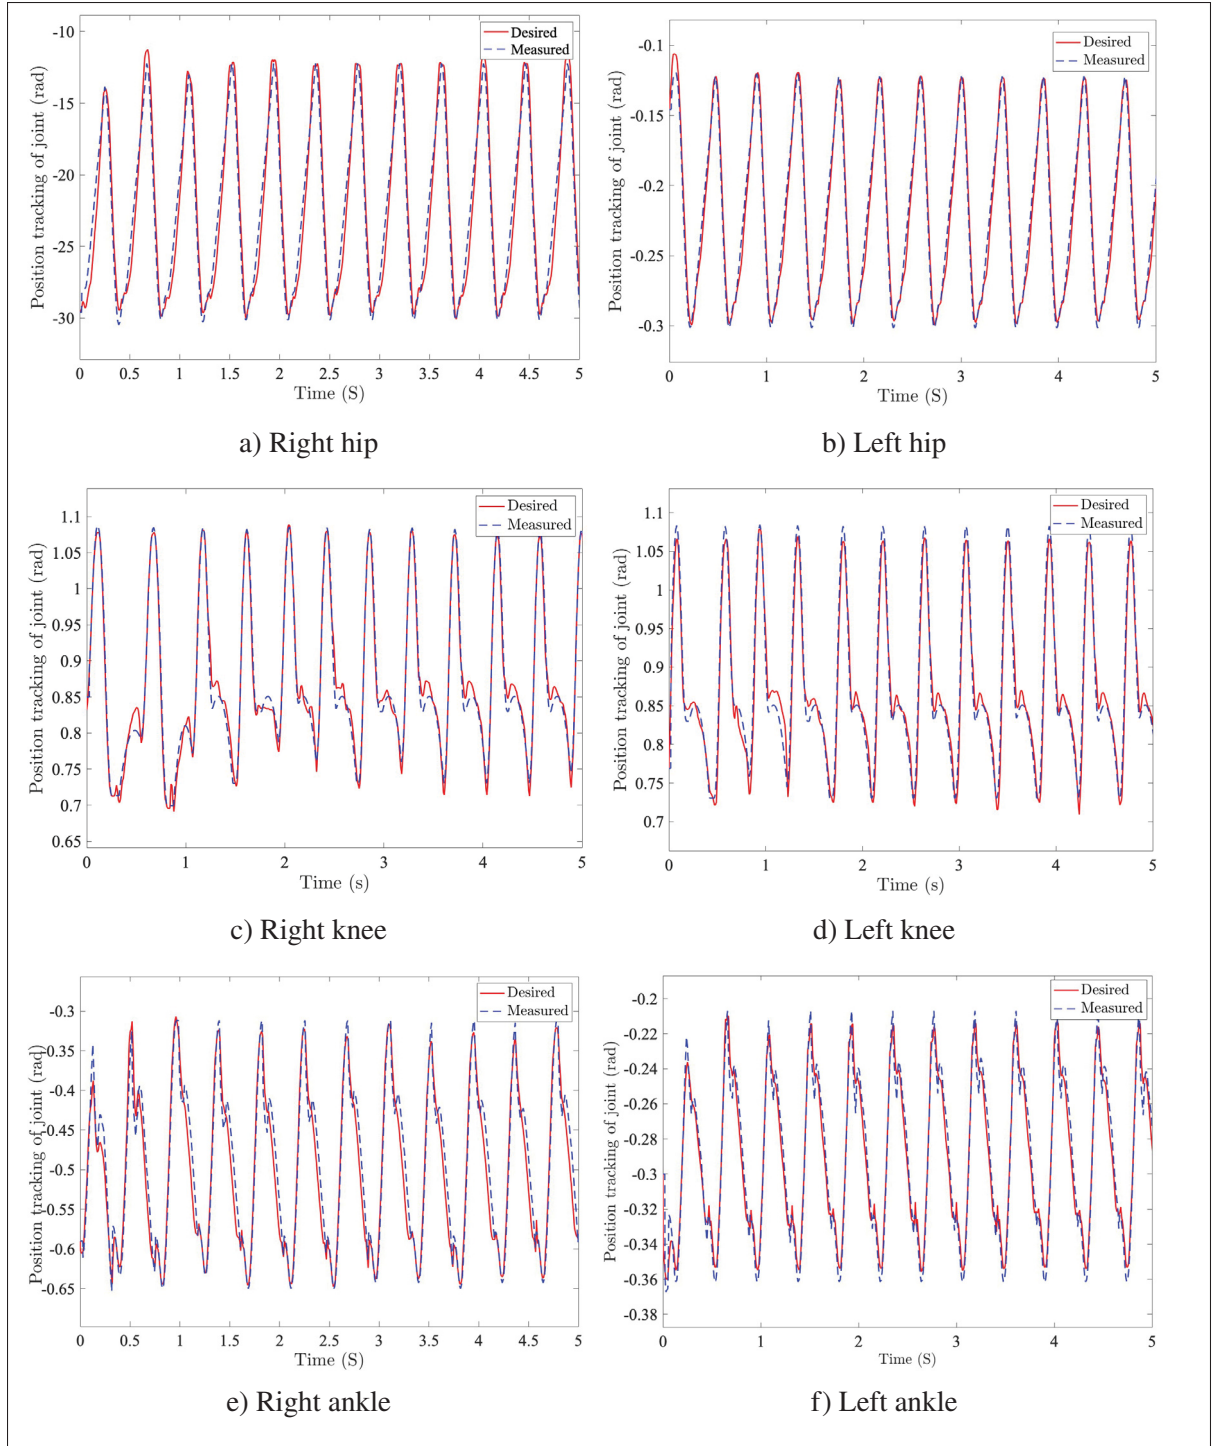 -10
-15
-20
-25
-30
0 0.5 1 1.5 2 2.5 3 3.5 4 4.5 5
Position tracking of joint (rad)
Time (S)
Desired
Measured
a) Right hip
-0.1
-0.15
-0.2
-0.25
-0.3
0 1 2 3 4 5
Position tracking of joint (rad)
Time (S)
Desired
Measured
b) Left hip
1.1
1.05
1
0.95
0.9
0.85
0.8
0.75
0.7
0.65
0 1 2 3 4 5
Position tracking of joint (rad)
Time (s)
Desired
Measured
c) Right knee
1.1
1.05
1
0.95
0.9
0.85
0.8
0.75
0.7
0 1 2 3 4 5
Position tracking of joint (rad)
Time (s)
Desired
Measured
d) Left knee
-0.3
-0.35
-0.4
-0.45
-0.5
-0.55
-0.6
-0.65
0 0.5 1 1.5 2 2.5 3 3.5 4 4.5 5
Position tracking of joint (rad)
Time (S)
Desired
Measured
e) Right ankle
-0.2
-0.22
-0.24
-0.26
-0.28
-0.3
-0.32
-0.34
-0.36
-0.38
0 1 2 3 4 5
Position tracking of joint (rad)
Time (S)
Desired
Measured
f) Left ankle